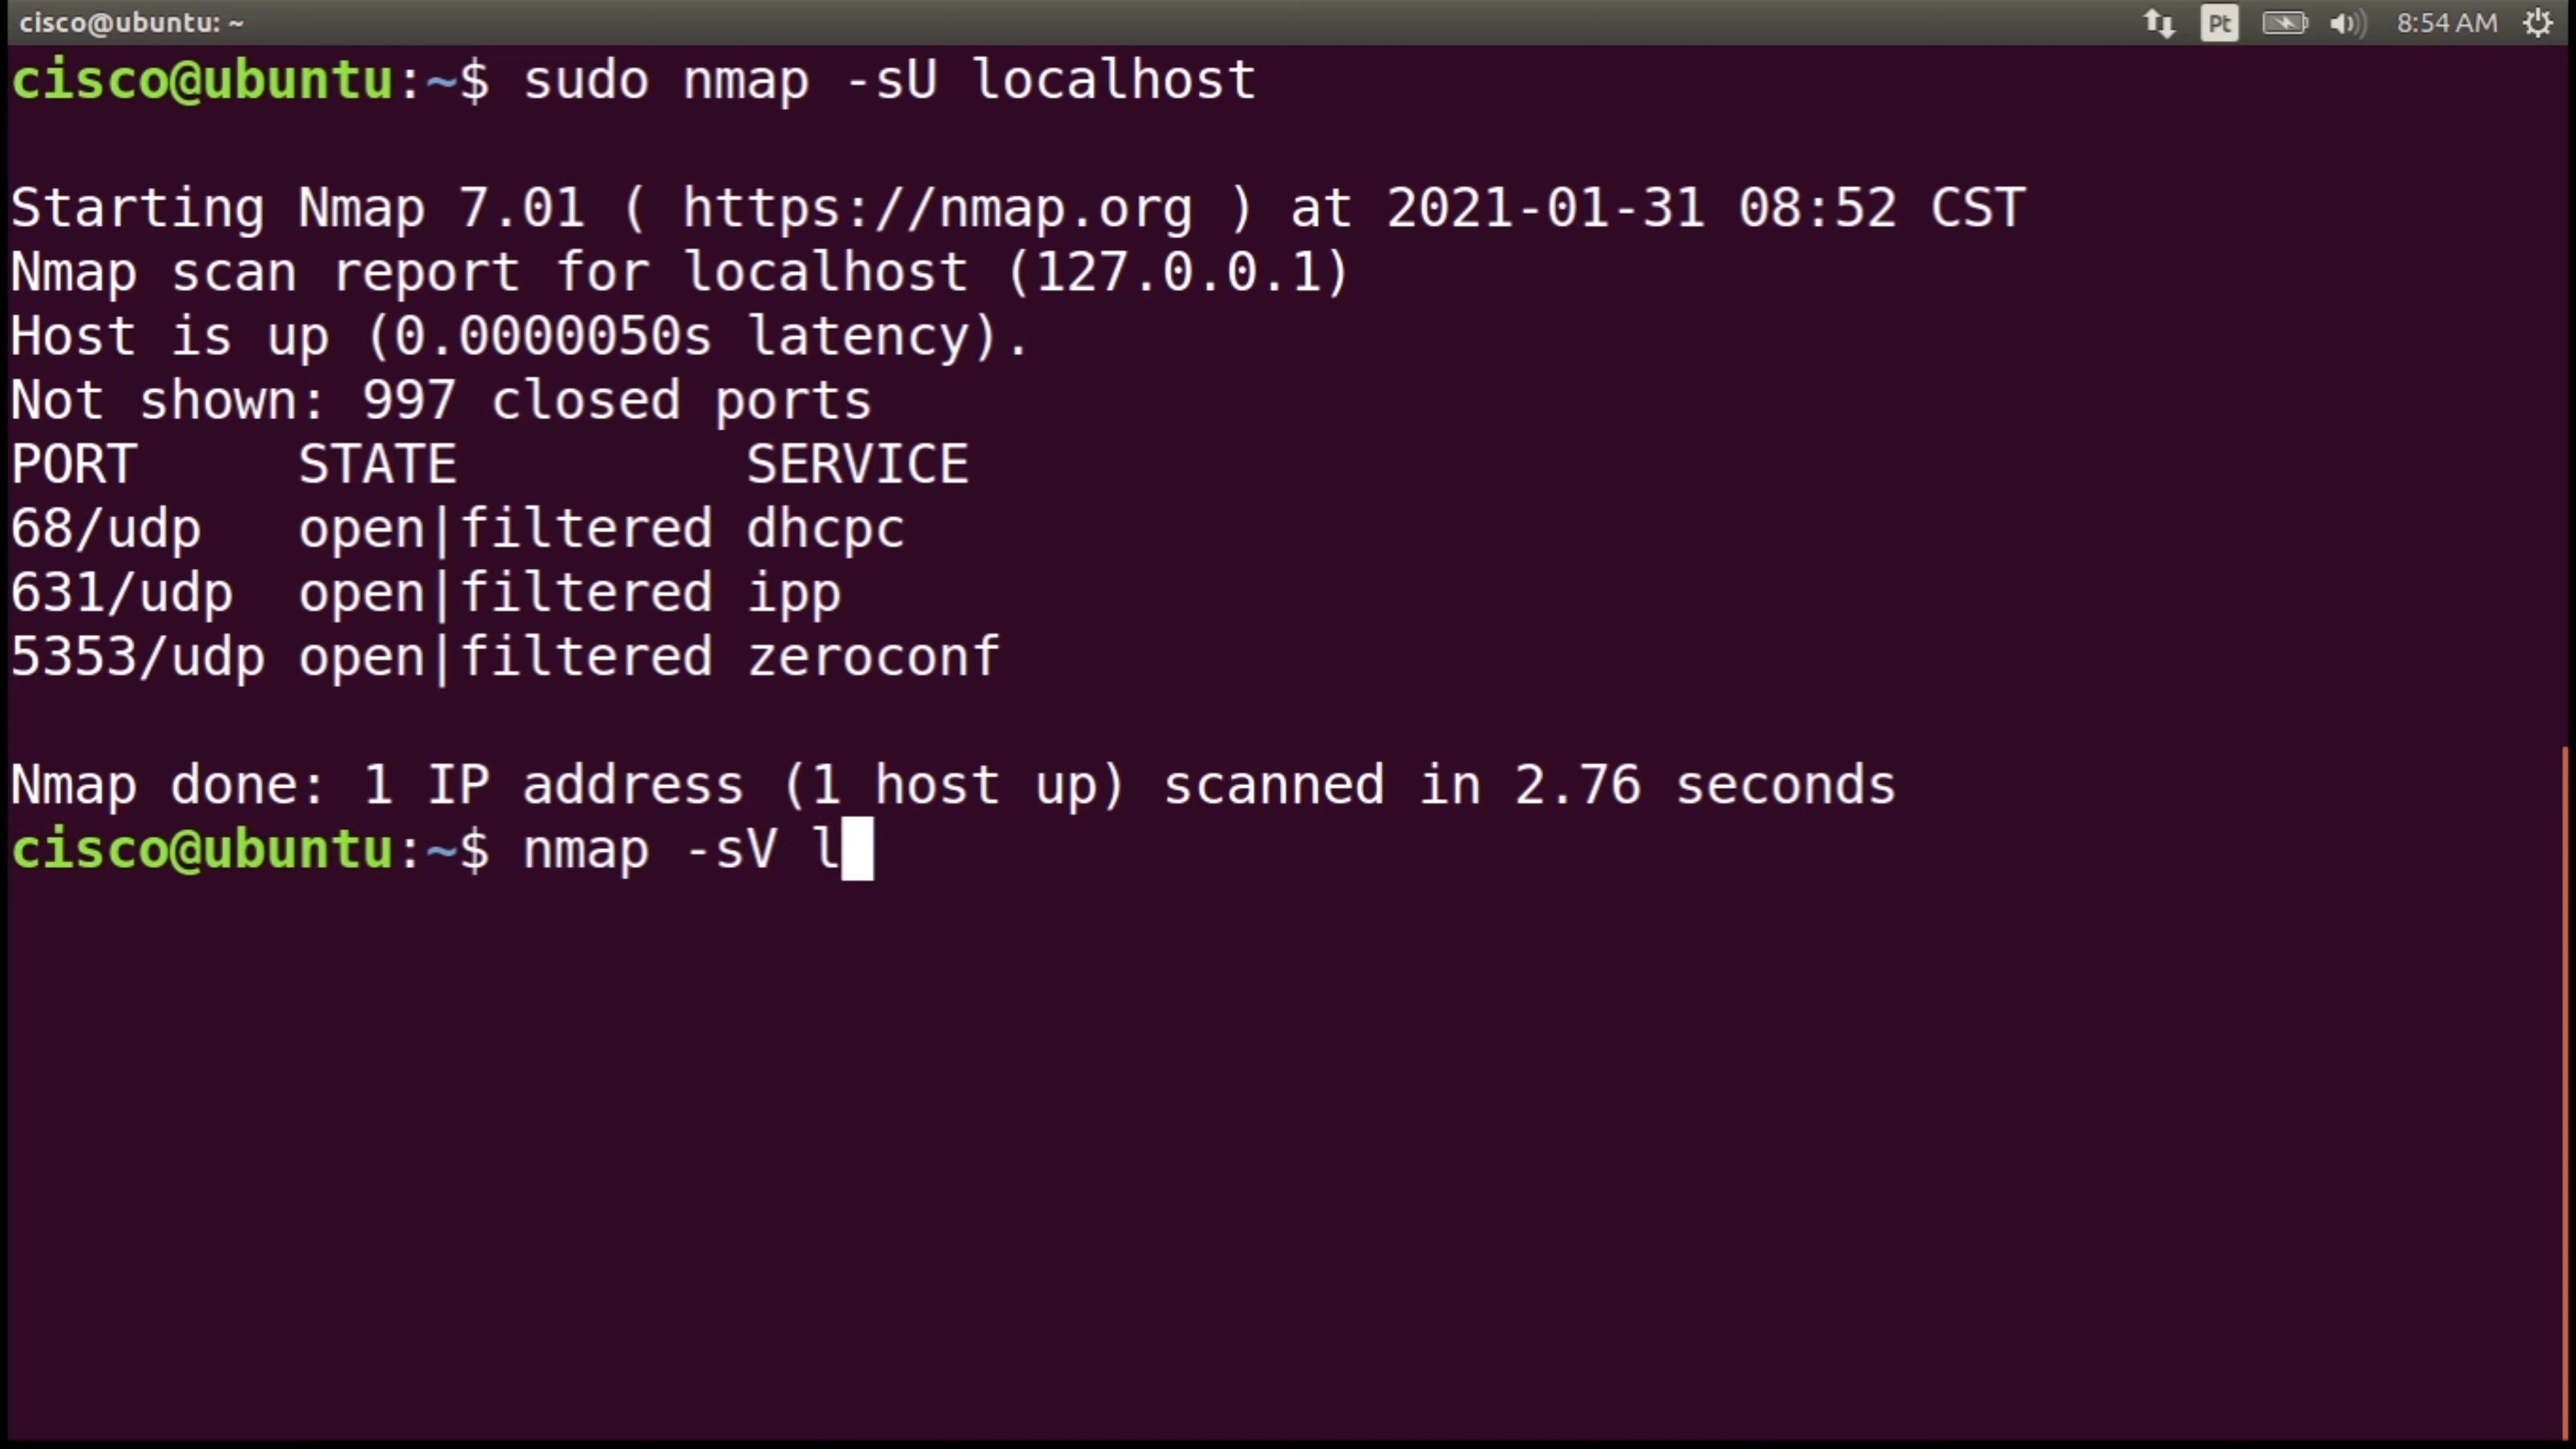 cisco@ubuntu: ~
Pt
8:54 AM
cisco@ubuntu:~$ sudo nmap -sU localhost
Starting Nmap 7.01 ( https://nmap.org ) at 2021-01-31 08:52 CST
Nmap scan report for localhost (127.0.0.1)
Host is up (0.0000050s latency).
Not shown: 997 closed ports
PORT     STATE         SERVICE
68/udp   open|filtered dhcpc
631/udp  open|filtered ipp
5353/udp open|filtered zeroconf
Nmap done: 1 IP address (1 host up) scanned in 2.76 seconds
cisco@ubuntu:~$ nmap -sV l